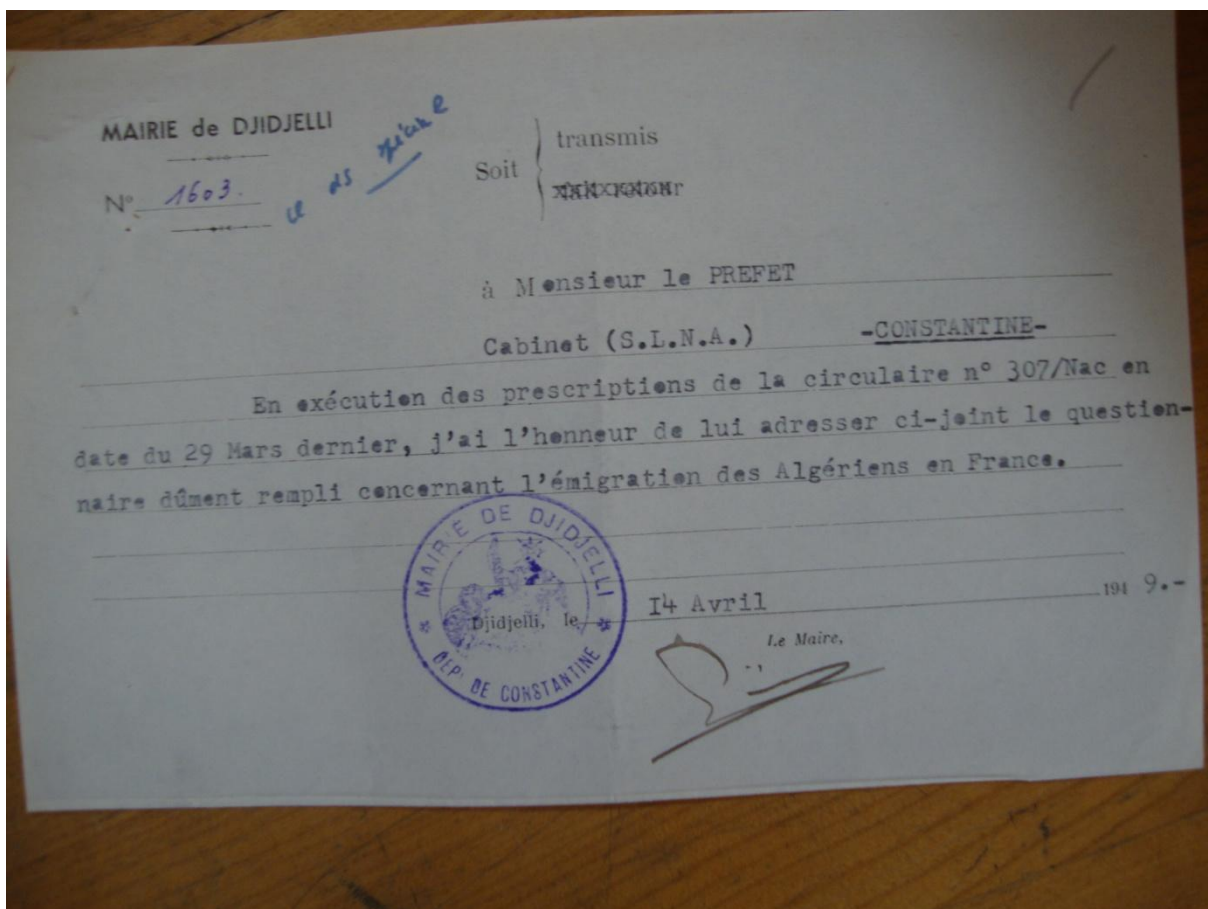 MAIRIE de DJIDJELLI
N° 1603.
Soit
transmis
à Monsieur le PREFET
Cabinet (S.L.N.A.) -CONSTANTINE-
En exécution des prescriptions de la circulaire n° 307/Nac en
date du 29 Mars dernier, j'ai l'honneur de lui adresser ci-joint le question-
naire dûment rempli concernant l'émigration des Algériens en France.
MAIRIE DE DJIDJELLI
DEPt DE CONSTANTINE
Djidjelli, le I4 Avril 194 9.-
Le Maire,